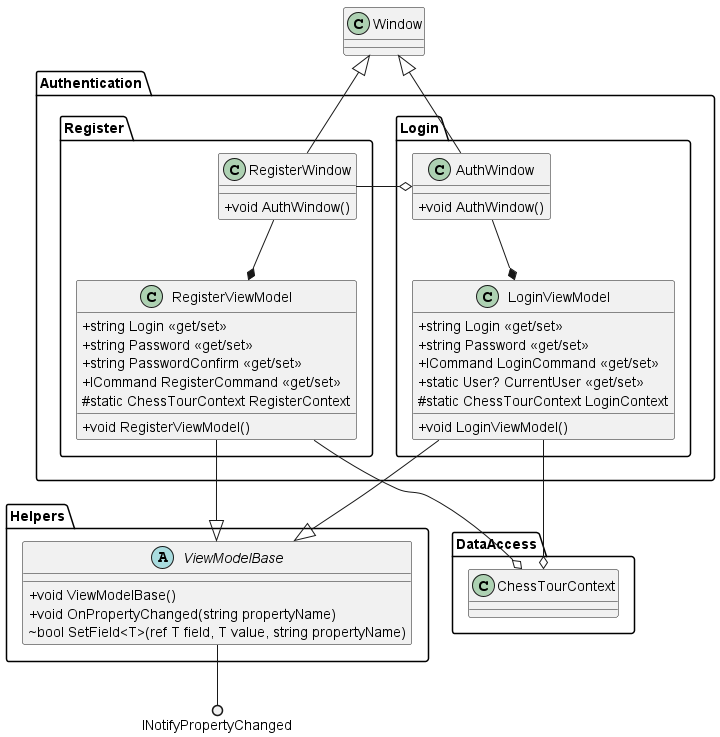 C Window
Authentication
Register
Login
C RegisterWindow
+void AuthWindow()
C AuthWindow
+void AuthWindow()
C RegisterViewModel
+string Login «get/set»
+string Password «get/set»
+string PasswordConfirm «get/set»
+ICommand RegisterCommand «get/set»
#static ChessTourContext RegisterContext
+void RegisterViewModel()
C LoginViewModel
+string Login «get/set»
+string Password «get/set»
+ICommand LoginCommand «get/set»
+static User? CurrentUser «get/set»
#static ChessTourContext LoginContext
+void LoginViewModel()
Helpers
A ViewModelBase
+void ViewModelBase()
+void OnPropertyChanged(string propertyName)
~bool SetField<T>(ref T field, T value, string propertyName)
DataAccess
C ChessTourContext
INotifyPropertyChanged